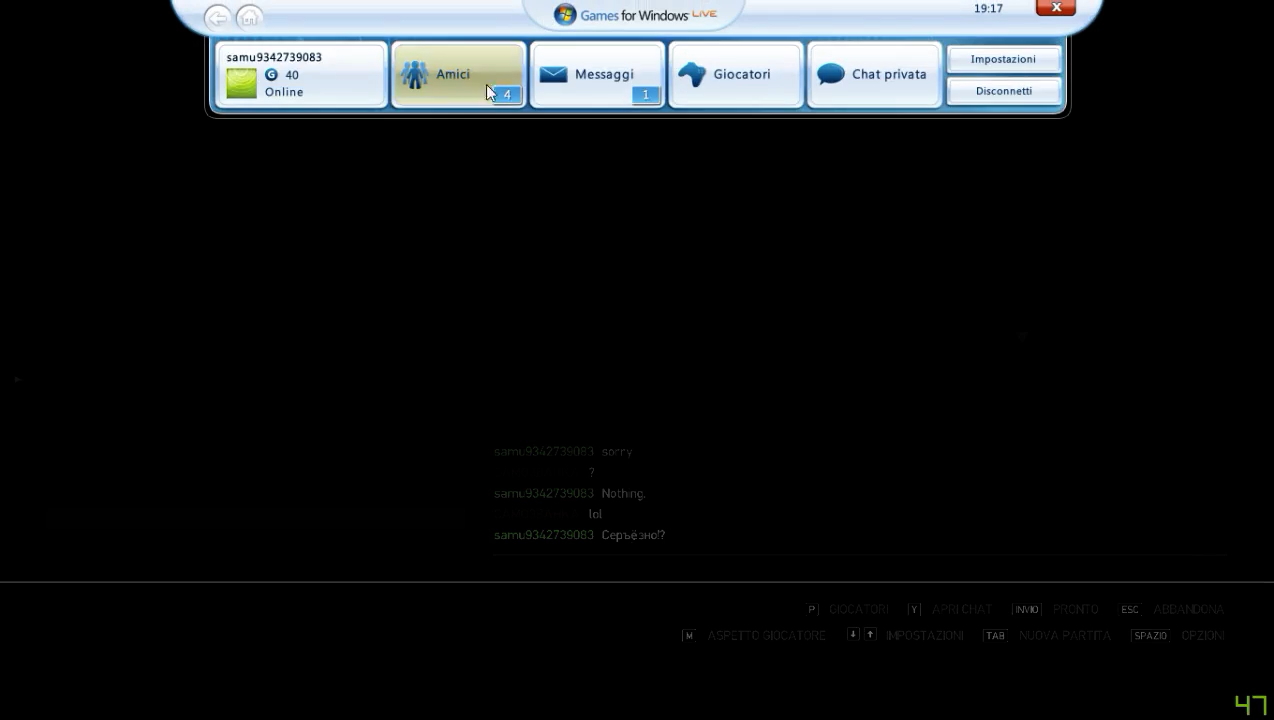 Games for Windows LIVE
19:17
samu9342739083
G 40
Online
Amici
4
Messaggi
1
Giocatori
Chat privata
Impostazioni
Disconnetti
samu9342739083 sorry
?
samu9342739083 Nothing.
lol
samu9342739083 Серъёзно!?
P GIOCATORI Y APRI CHAT INVIO PRONTO ESC ABBANDONA
M ASPETTO GIOCATORE IMPOSTAZIONI TAB NUOVA PARTITA SPAZIO OPZIONI
47